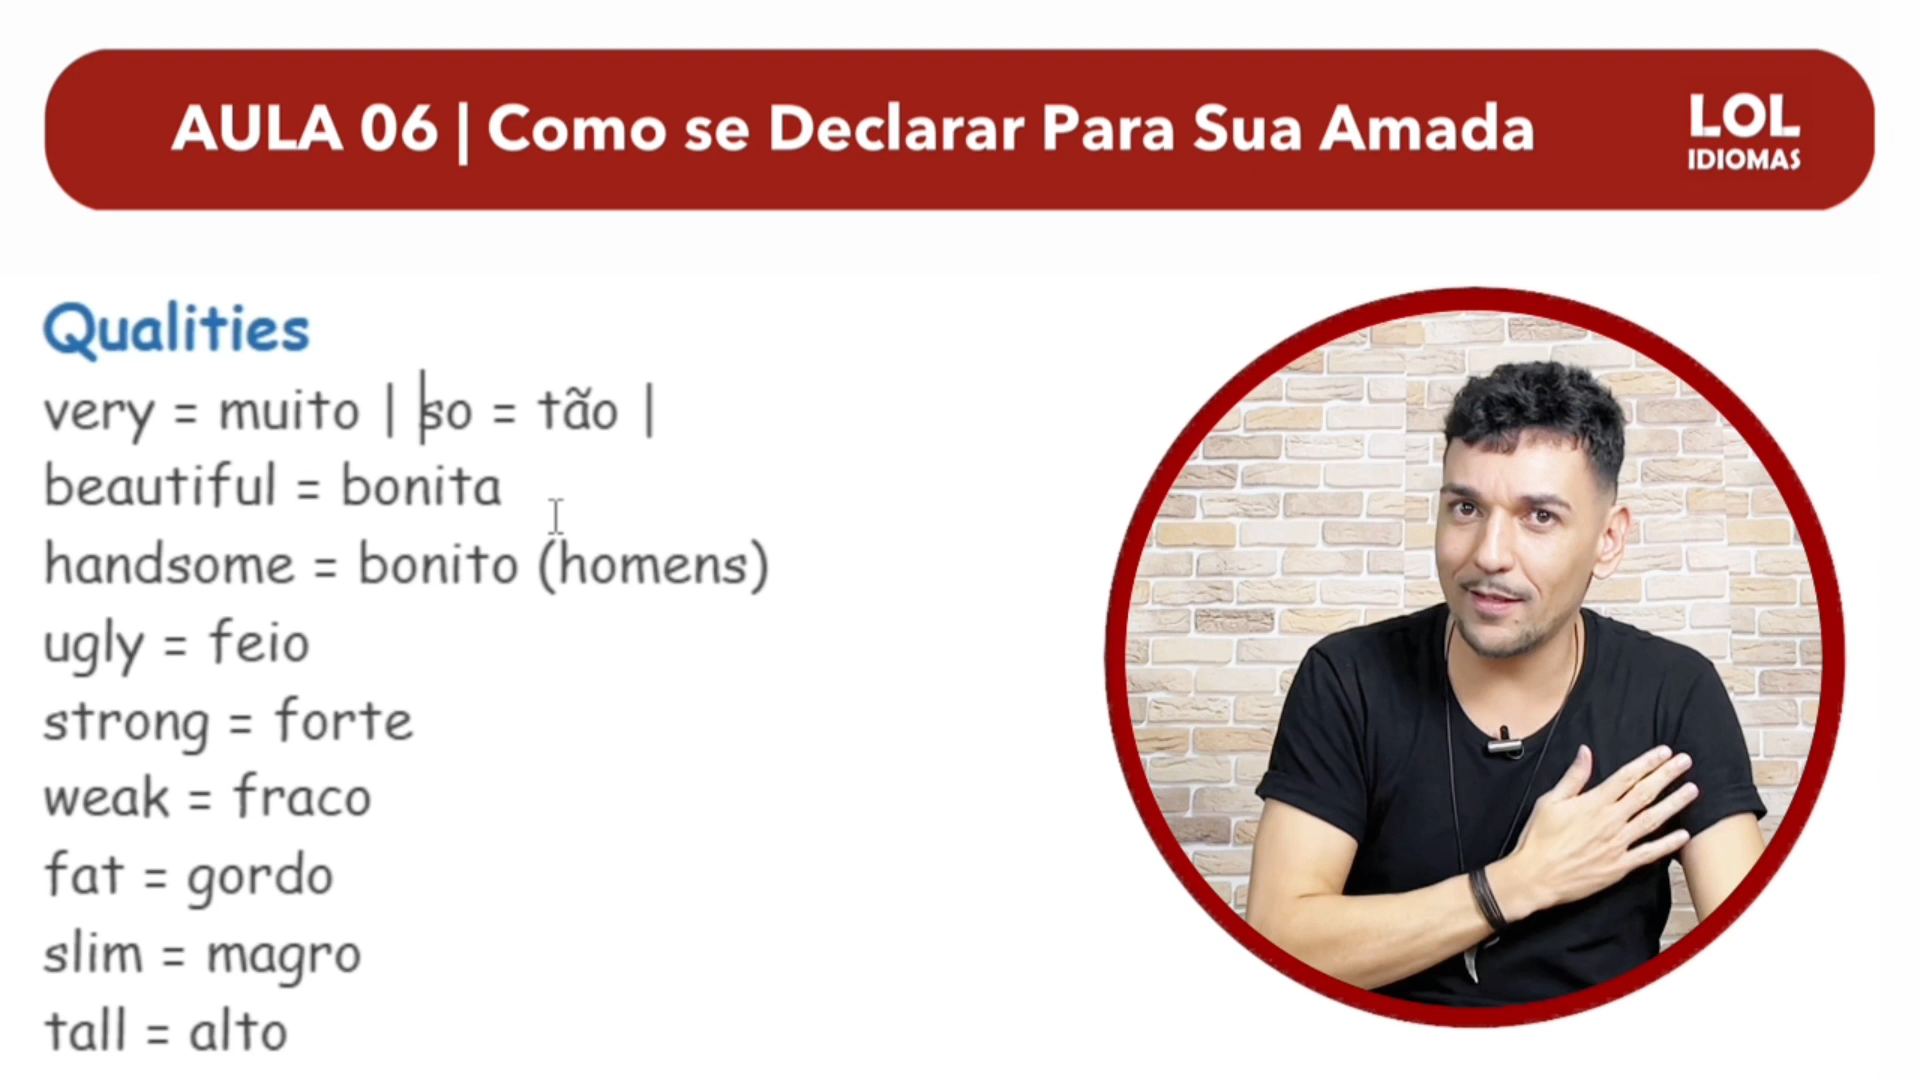 AULA 06 | Como se Declarar Para Sua Amada
LOL
IDIOMAS
Qualities
very = muito | so = tão |
beautiful = bonita
handsome = bonito (homens)
ugly = feio
strong = forte
weak = fraco
fat = gordo
slim = magro
tall = alto